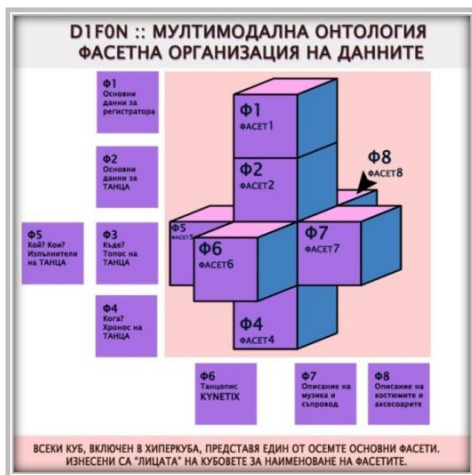 D1F0N :: МУЛТИМОДАЛНА ОНТОЛОГИЯ
ФАСЕТНА ОРГАНИЗАЦИЯ НА ДАННИТЕ
Ф1
Основни
данни за
регистратора
Ф2
Основни
данни за
ТАНЦА
Ф5
Кой? Кои?
Изпълнители
на ТАНЦА
Ф3
Къде?
Топос на
ТАНЦА
Ф4
Кога?
Хронос на
ТАНЦА
Ф1
ФАСЕТ1
Ф2
ФАСЕТ2
Ф8
ФАСЕТ8
Ф5
Ф6
ФАСЕТ6
Ф7
ФАСЕТ7
Ф4
ФАСЕТ4
Ф6
Танцопис
KYNETIX
Ф7
Описание на
музика и
съпровод
Ф8
Описание на
костюмите и
аксесоарите
ВСЕКИ КУБ, ВКЛЮЧЕН В ХИПЕРКУБА, ПРЕДСТАВЯ ЕДИН ОТ ОСЕМТЕ ОСНОВНИ ФАСЕТИ.
ИЗНЕСЕНИ СА "ЛИЦАТА" НА КУБОВЕТЕ ЗА НАИМЕНОВАНЕ НА ФАСЕТИТЕ.